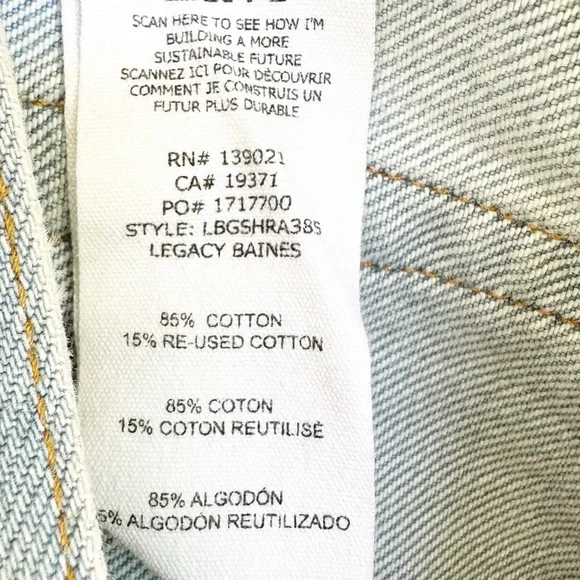 SCAN HERE TO SEE HOW I'M
BUILDING A MORE
SUSTAINABLE FUTURE
SCANNEZ ICI POUR DÉCOUVRIR
COMMENT JE CONSTRUIS UN
FUTUR PLUS DURABLE
RN# 139021
CA# 19371
PO# 1717700
STYLE: LBGSHRA38S
LEGACY BAINES
85% COTTON
15% RE-USED COTTON
85% COTON
15% COTON REUTILISÉ
85% ALGODÓN
5% ALGODÓN REUTILIZADO